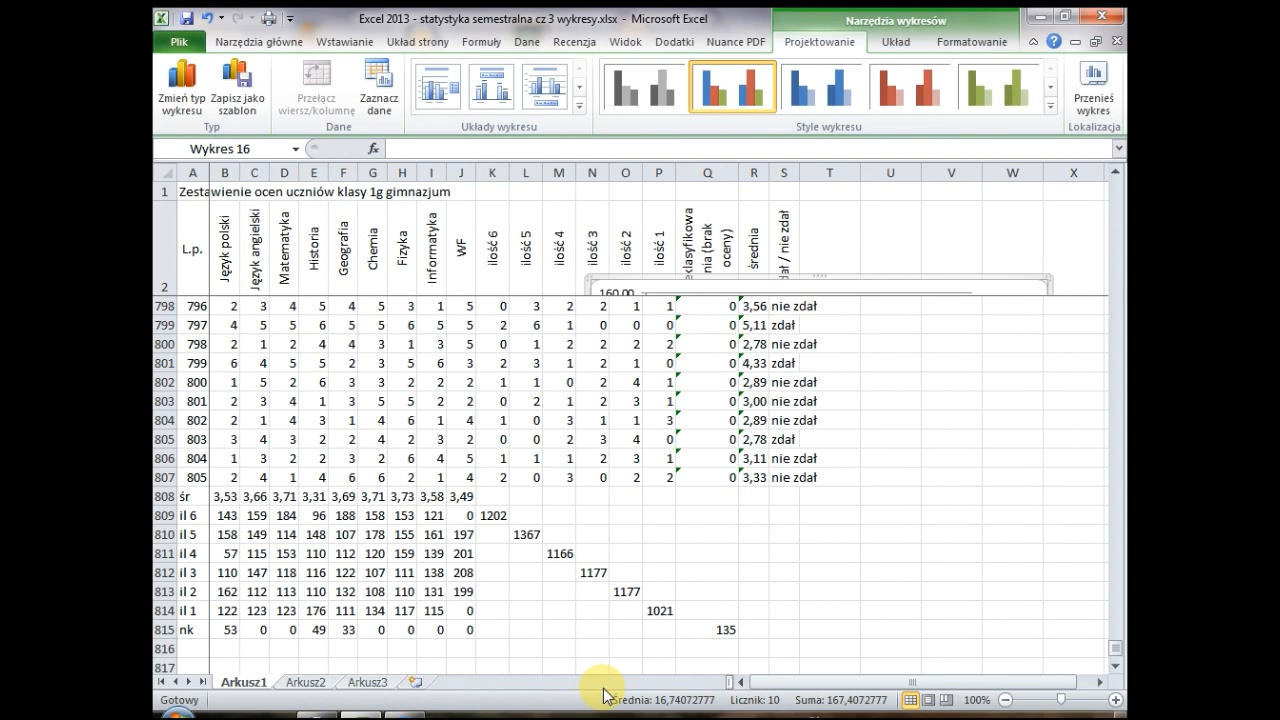 Excel 2013 - statystyka semestralna cz 3 wykresy.xlsx - Microsoft Excel
Narzędzia wykresów
Plik Narzędzia główne Wstawianie Układ strony Formuły Dane Recenzja Widok Dodatki Nuance PDF Projektowanie Układ Formatowanie
Zmień typ wykresu Zapisz jako szablon Przełącz wiersz/kolumnę Zaznacz dane Przenieś wykres
Typ Dane Układy wykresu Style wykresu Lokalizacja
Wykres 16 fx
A B C D E F G H I J K L M N O P Q R S T U V W X
1 Zestawienie ocen uczniów klasy 1g gimnazjum
2 L.p. Język polski Język angielski Matematyka Historia Geografia Chemia Fizyka Informatyka WF ilość 6 ilość 5 ilość 4 ilość 3 ilość 2 ilość 1 eklasyfikowa nia (brak oceny) średnia dał / nie zdał
160,00
798 796 2 3 4 5 4 5 3 1 5 0 3 2 2 1 1 0 3,56 nie zdał
799 797 4 5 5 6 5 5 6 5 5 2 6 1 0 0 0 0 5,11 zdał
800 798 2 1 2 4 4 3 1 3 5 0 1 2 2 2 2 0 2,78 nie zdał
801 799 6 4 5 5 2 3 5 6 3 2 3 1 2 1 0 0 4,33 zdał
802 800 1 5 2 6 3 3 2 2 2 1 1 0 2 4 1 0 2,89 nie zdał
803 801 2 3 4 1 3 5 5 2 2 0 2 1 2 3 1 0 3,00 nie zdał
804 802 2 1 4 3 1 4 6 1 4 1 0 3 1 1 3 0 2,89 nie zdał
805 803 3 4 3 2 2 4 2 3 2 0 0 2 3 4 0 0 2,78 zdał
806 804 1 3 2 2 3 2 6 4 5 1 1 1 2 3 1 0 3,11 nie zdał
807 805 2 4 1 4 6 6 2 1 4 2 0 3 0 2 2 0 3,33 nie zdał
808 śr 3,53 3,66 3,71 3,31 3,69 3,71 3,73 3,58 3,49
809 il 6 143 159 184 96 188 158 153 121 0 1202
810 il 5 158 149 114 148 107 178 155 161 197 1367
811 il 4 57 115 153 110 112 120 159 139 201 1166
812 il 3 110 147 118 116 122 107 111 138 208 1177
813 il 2 162 112 113 110 132 108 110 131 199 1177
814 il 1 122 123 123 176 111 134 117 115 0 1021
815 nk 53 0 0 49 33 0 0 0 0 135
816
817
Arkusz1 Arkusz2 Arkusz3
Gotowy Średnia: 16,74072777 Licznik: 10 Suma: 167,4072777 100%